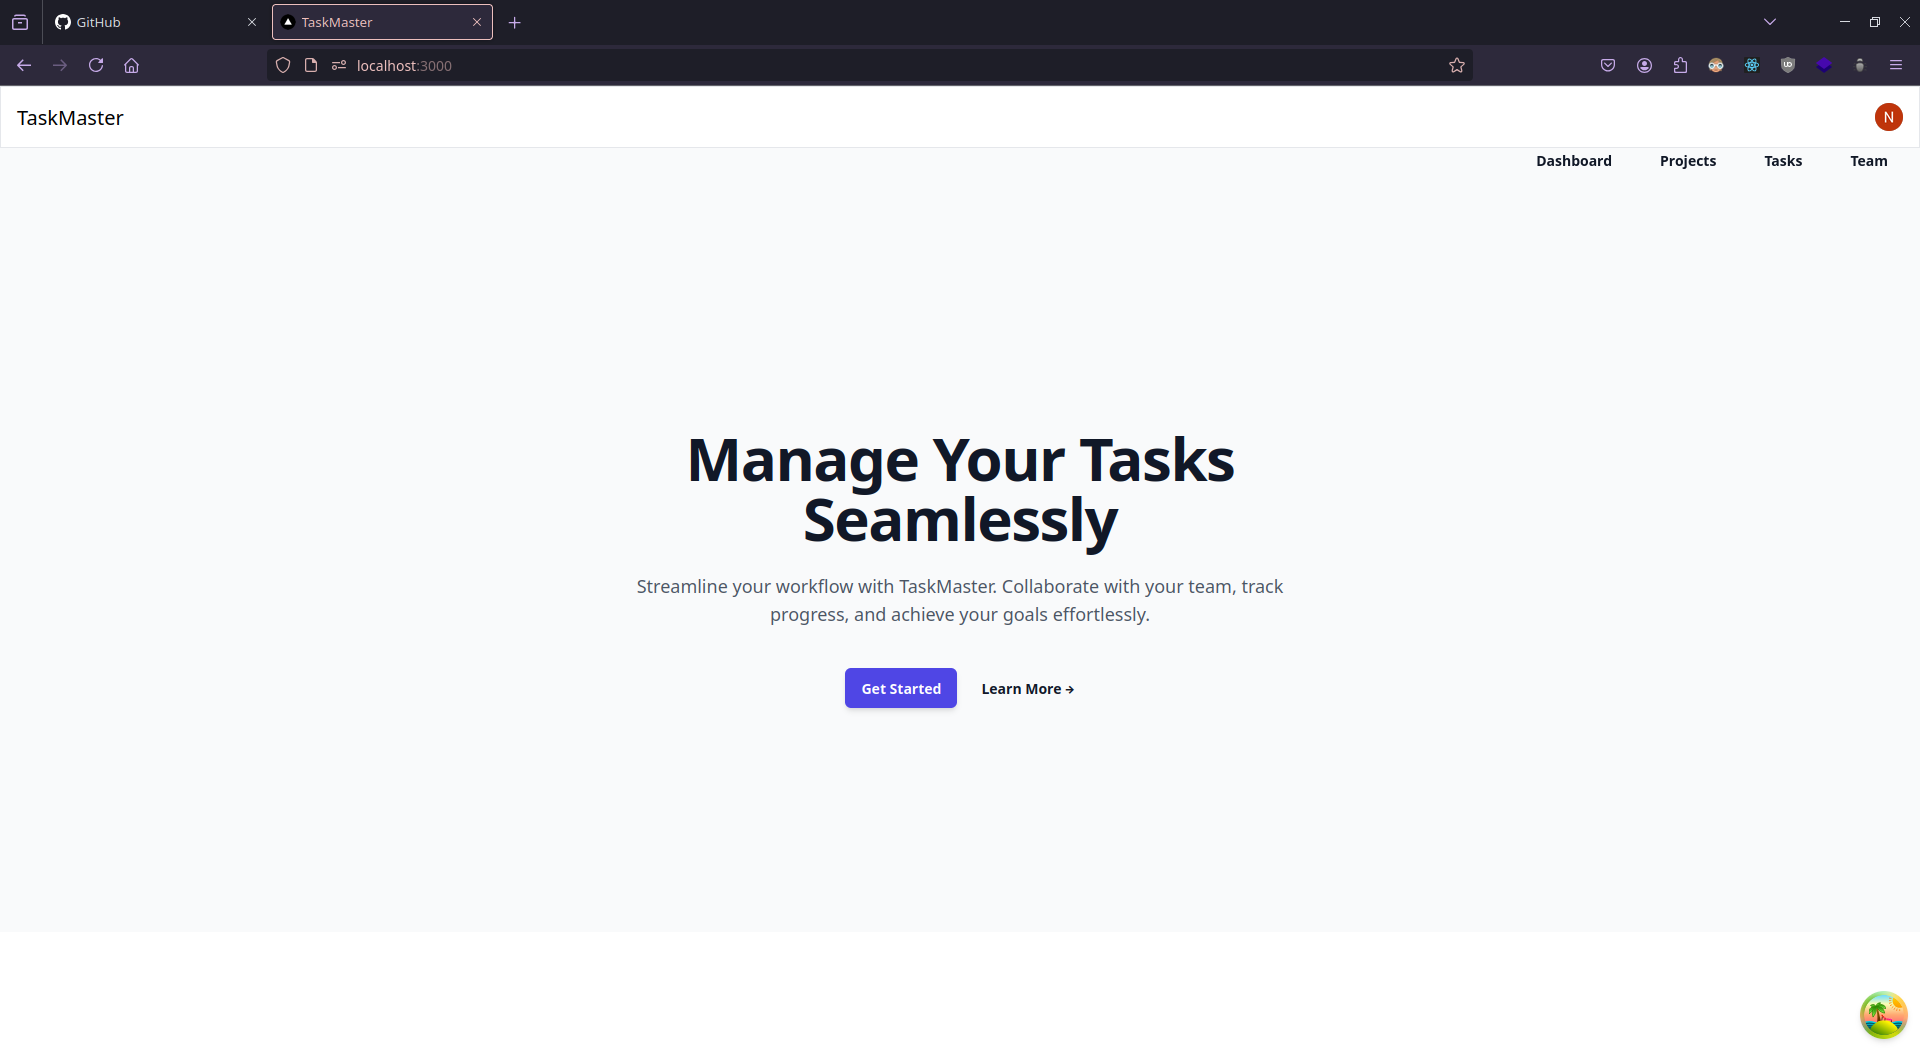 GitHub
TaskMaster
localhost:3000
UD
TaskMaster
N
Dashboard Projects Tasks Team
Manage Your Tasks
Seamlessly
Streamline your workflow with TaskMaster. Collaborate with your team, track
progress, and achieve your goals effortlessly.
Get Started Learn More →